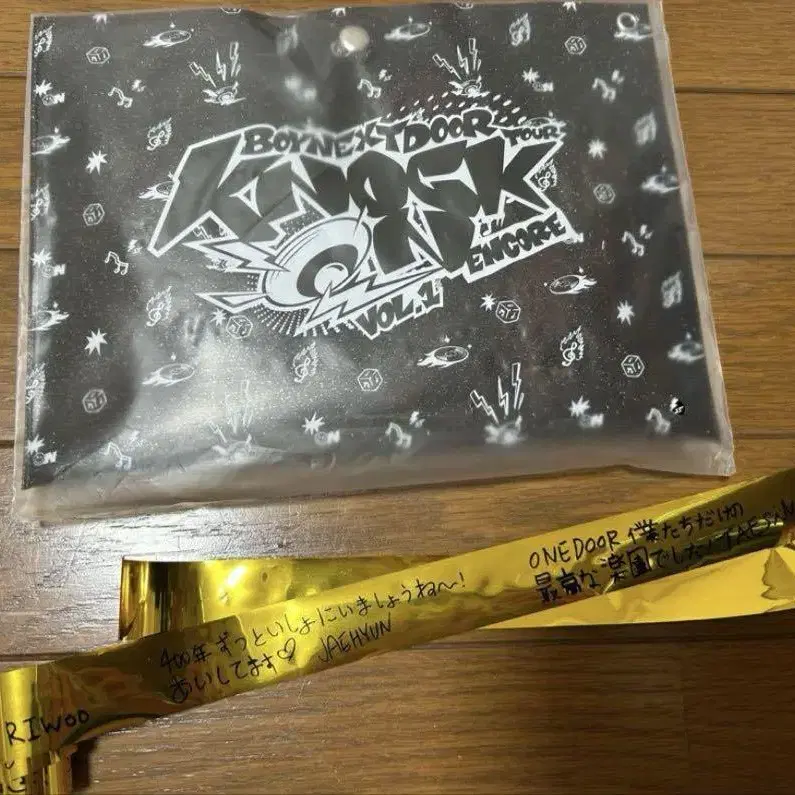 BOYNEXTDOOR TOUR
KNOCK ON
VOL.1 ENCORE
ONEDOOR 僕たちだけの
最高な楽園でした! TAESAN
400年ずっといしょにいましょうね〜!
あいしてます♡ JAEHYUN
RIWOO